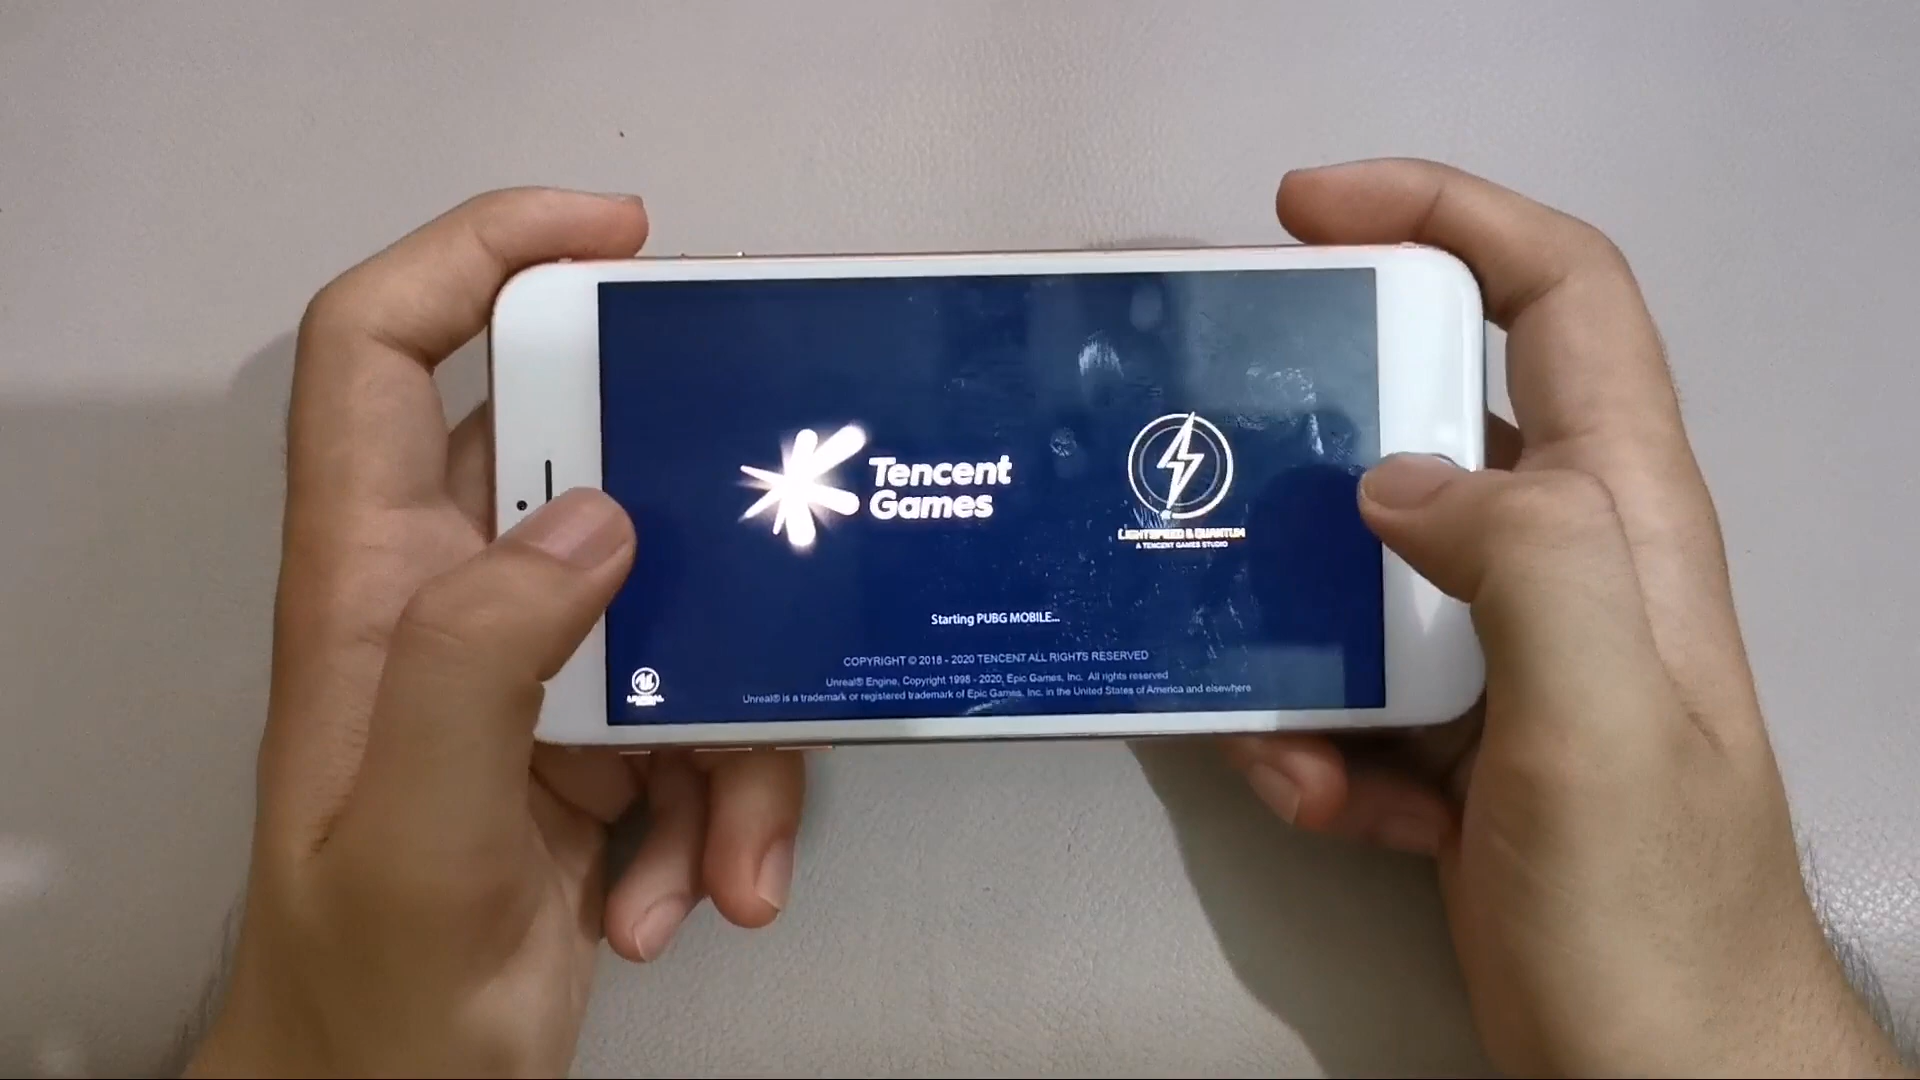 Tencent
Games
LIGHTSPEED & QUANTUM
A TENCENT GAMES STUDIO
Starting PUBG MOBILE...
COPYRIGHT © 2018 - 2020 TENCENT ALL RIGHTS RESERVED
Unreal® Engine, Copyright 1998 - 2020, Epic Games, Inc. All rights reserved
Unreal® is a trademark or registered trademark of Epic Games, Inc. in the United States of America and elsewhere
UNREAL